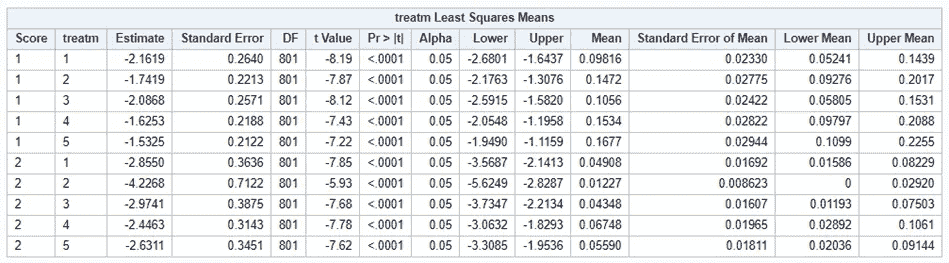 treatm Least Squares Means
Score treatm Estimate Standard Error DF t Value Pr > |t| Alpha Lower Upper Mean Standard Error of Mean Lower Mean Upper Mean
1 1 -2.1619 0.2640 801 -8.19 <.0001 0.05 -2.6801 -1.6437 0.09816 0.02330 0.05241 0.1439
1 2 -1.7419 0.2213 801 -7.87 <.0001 0.05 -2.1763 -1.3076 0.1472 0.02775 0.09276 0.2017
1 3 -2.0868 0.2571 801 -8.12 <.0001 0.05 -2.5915 -1.5820 0.1056 0.02422 0.05805 0.1531
1 4 -1.6253 0.2188 801 -7.43 <.0001 0.05 -2.0548 -1.1958 0.1534 0.02822 0.09797 0.2088
1 5 -1.5325 0.2122 801 -7.22 <.0001 0.05 -1.9490 -1.1159 0.1677 0.02944 0.1099 0.2255
2 1 -2.8550 0.3636 801 -7.85 <.0001 0.05 -3.5687 -2.1413 0.04908 0.01692 0.01586 0.08229
2 2 -4.2268 0.7122 801 -5.93 <.0001 0.05 -5.6249 -2.8287 0.01227 0.008623 0 0.02920
2 3 -2.9741 0.3875 801 -7.68 <.0001 0.05 -3.7347 -2.2134 0.04348 0.01607 0.01193 0.07503
2 4 -2.4463 0.3143 801 -7.78 <.0001 0.05 -3.0632 -1.8293 0.06748 0.01965 0.02892 0.1061
2 5 -2.6311 0.3451 801 -7.62 <.0001 0.05 -3.3085 -1.9536 0.05590 0.01811 0.02036 0.09144